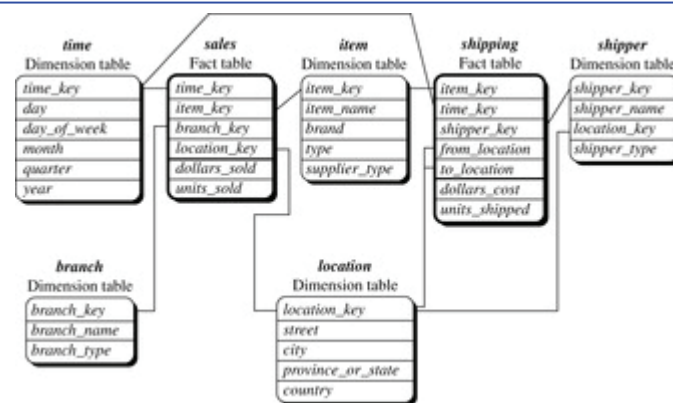 time
Dimension table
time_key
day
day_of_week
month
quarter
year
sales
Fact table
time_key
item_key
branch_key
location_key
dollars_sold
units_sold
item
Dimension table
item_key
item_name
brand
type
supplier_type
shipping
Fact table
item_key
time_key
shipper_key
from_location
to_location
dollars_cost
units_shipped
shipper
Dimension table
shipper_key
shipper_name
location_key
shipper_type
branch
Dimension table
branch_key
branch_name
branch_type
location
Dimension table
location_key
street
city
province_or_state
country